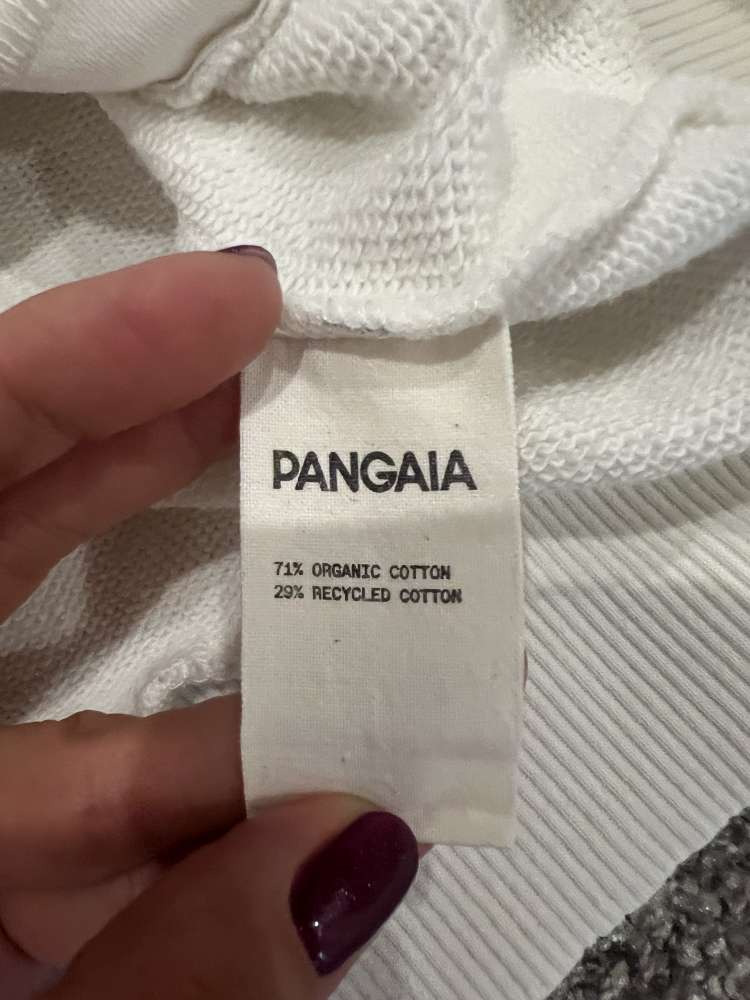 PANGAIA
71% ORGANIC COTTON
29% RECYCLED COTTON